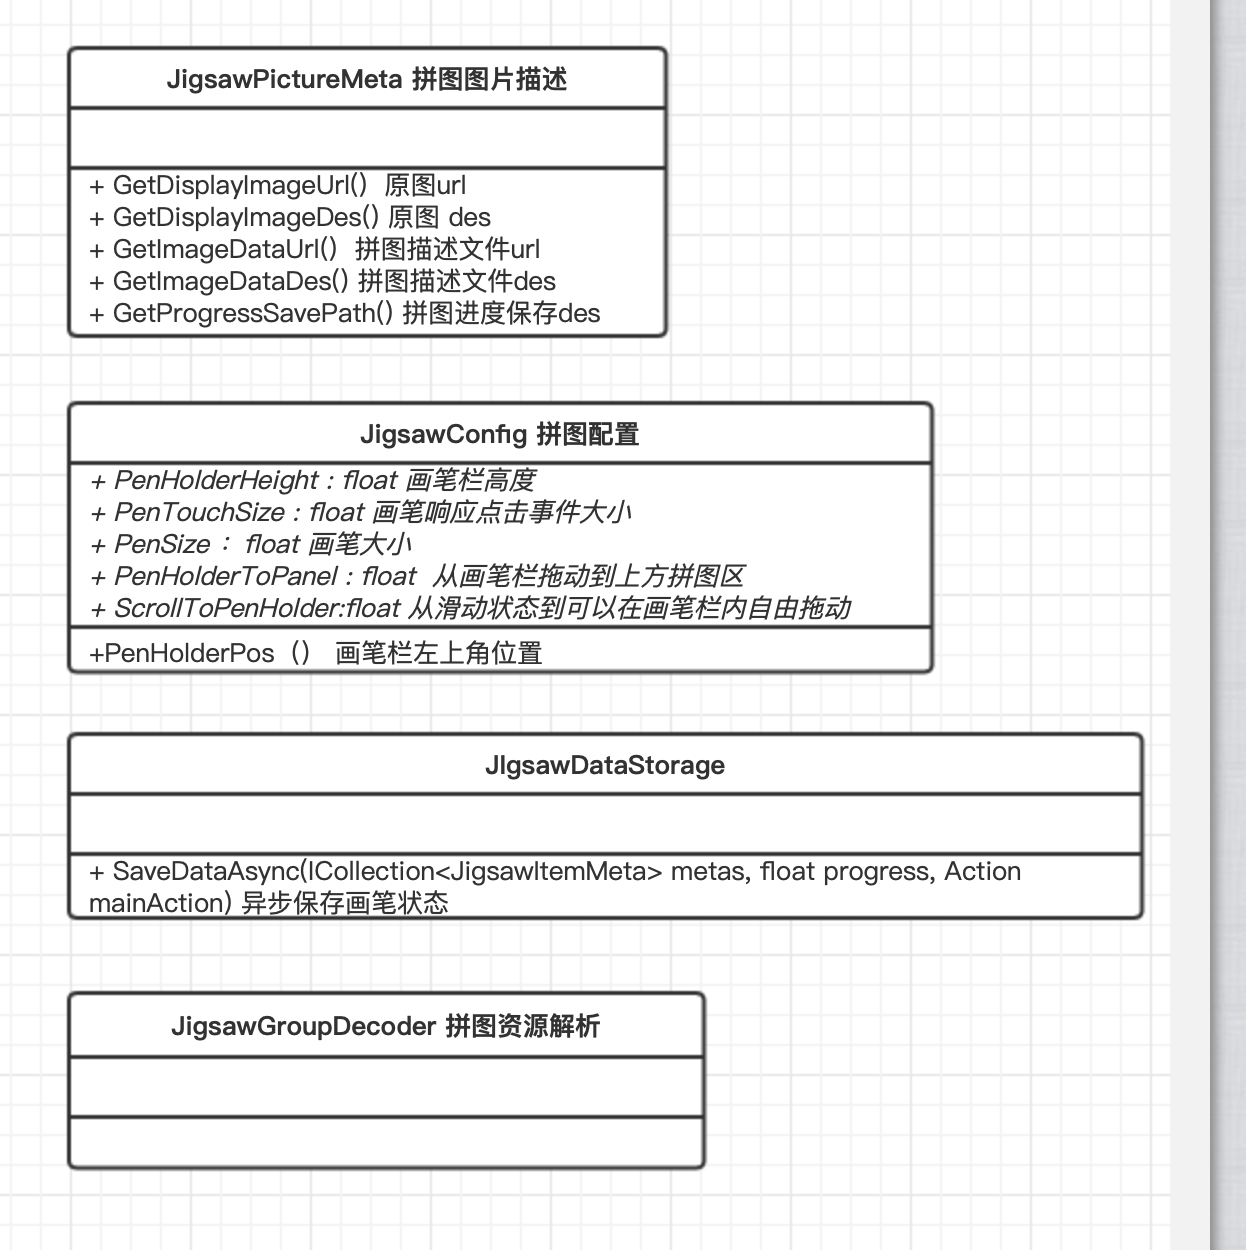 JigsawPictureMeta 拼图图片描述
+ GetDisplayImageUrl()  原图url
+ GetDisplayImageDes() 原图 des
+ GetImageDataUrl()  拼图描述文件url
+ GetImageDataDes() 拼图描述文件des
+ GetProgressSavePath() 拼图进度保存des
JigsawConfig 拼图配置
+ PenHolderHeight : float 画笔栏高度
+ PenTouchSize : float 画笔响应点击事件大小
+ PenSize： float 画笔大小
+ PenHolderToPanel : float  从画笔栏拖动到上方拼图区
+ ScrollToPenHolder:float 从滑动状态到可以在画笔栏内自由拖动
+PenHolderPos（） 画笔栏左上角位置
JIgsawDataStorage
+ SaveDataAsync(ICollection<JigsawItemMeta> metas, float progress, Action
mainAction) 异步保存画笔状态
JigsawGroupDecoder 拼图资源解析